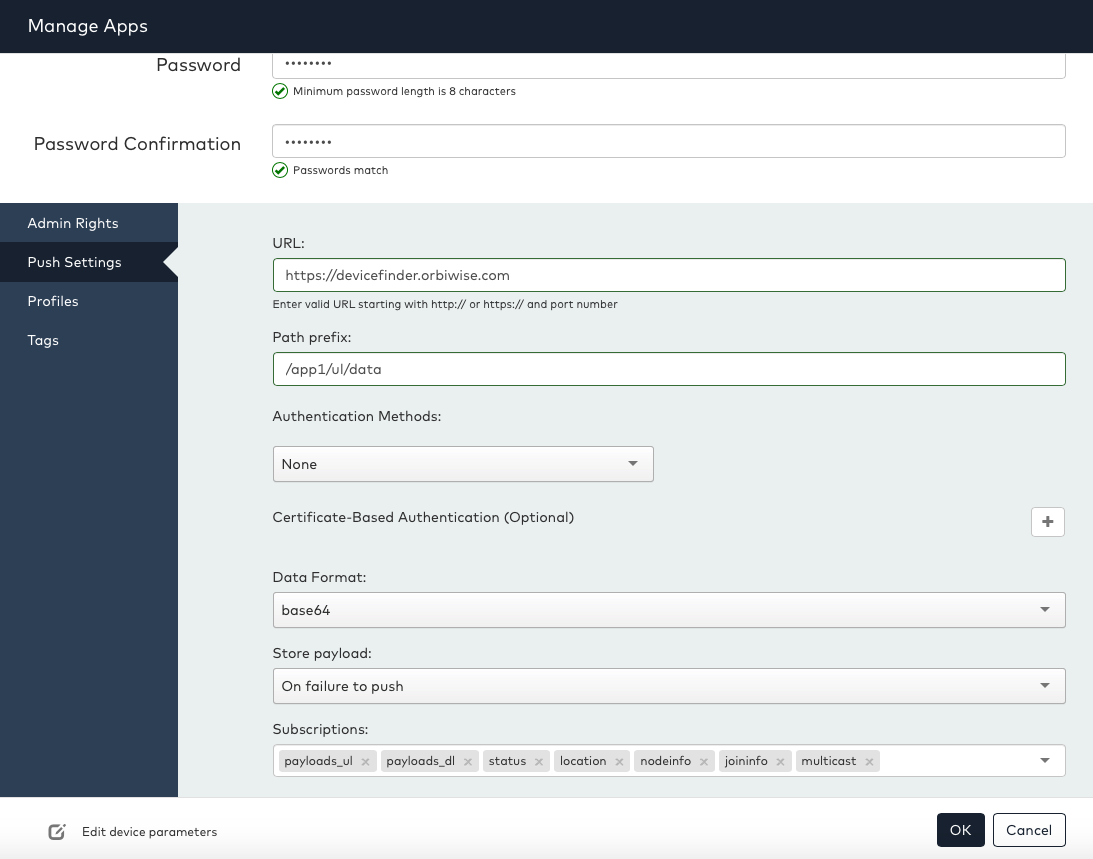 Manage Apps
Password
••••••••
Minimum password length is 8 characters
Password Confirmation
••••••••
Passwords match
Admin Rights
Push Settings
Profiles
Tags
URL:
https://devicefinder.orbiwise.com
Enter valid URL starting with http:// or https:// and port number
Path prefix:
/app1/ul/data
Authentication Methods:
None
Certificate-Based Authentication (Optional)
+
Data Format:
base64
Store payload:
On failure to push
Subscriptions:
payloads_ul × payloads_dl × status × location × nodeinfo × joininfo × multicast ×
Edit device parameters
OK Cancel